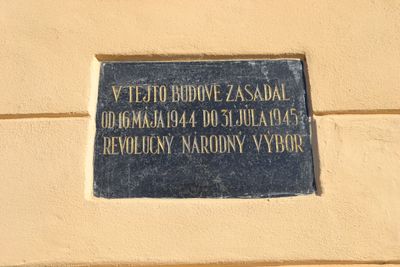 V TEJTO BUDOVE ZASADAL
OD 16.MÁJA 1944 DO 31.JÚLA 1945
REVOLUČNÝ NÁRODNÝ VÝBOR